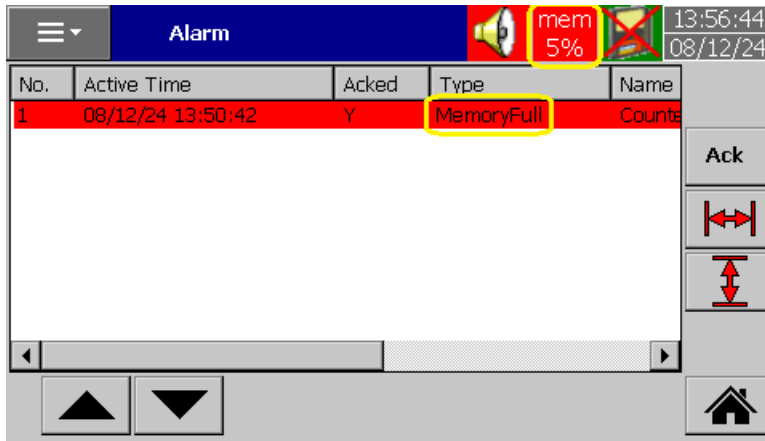 Alarm
mem
5%
13:56:44
08/12/24
No. Active Time Acked Type Name
1 08/12/24 13:50:42 Y MemoryFull Counte
Ack